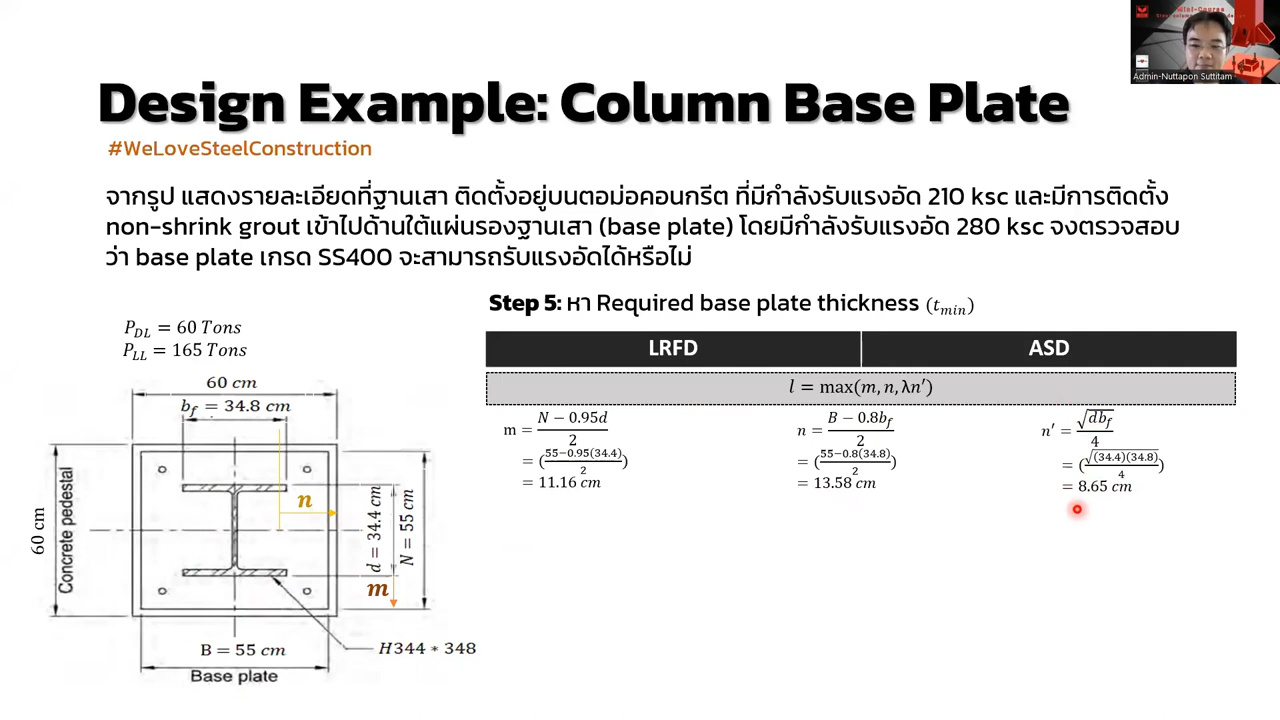 Mini-Course
Admin-Nuttapon Suttitam
Design Example: Column Base Plate
#WeLoveSteelConstruction
จากรูป แสดงรายละเอียดที่ฐานเสา ติดตั้งอยู่บนตอม่อคอนกรีต ที่มีกำลังรับแรงอัด 210 ksc และมีการติดตั้ง
non-shrink grout เข้าไปด้านใต้แผ่นรองฐานเสา (base plate) โดยมีกำลังรับแรงอัด 280 ksc จงตรวจสอบ
ว่า base plate เกรด SS400 จะสามารถรับแรงอัดได้หรือไม่
Step 5: หา Required base plate thickness (t_min)
P_DL = 60 Tons
P_LL = 165 Tons
LRFD ASD
l = max(m, n, λn′)
m = (N − 0.95d)/2
= ((55−0.95(34.4))/2)
= 11.16 cm
n = (B − 0.8b_f)/2
= ((55−0.8(34.8))/2)
= 13.58 cm
n′ = √(db_f)/4
= (√((34.4)(34.8))/4)
= 8.65 cm
60 cm
b_f = 34.8 cm
n
m
d = 34.4 cm
N = 55 cm
60 cm
Concrete pedestal
B = 55 cm
H344 * 348
Base plate